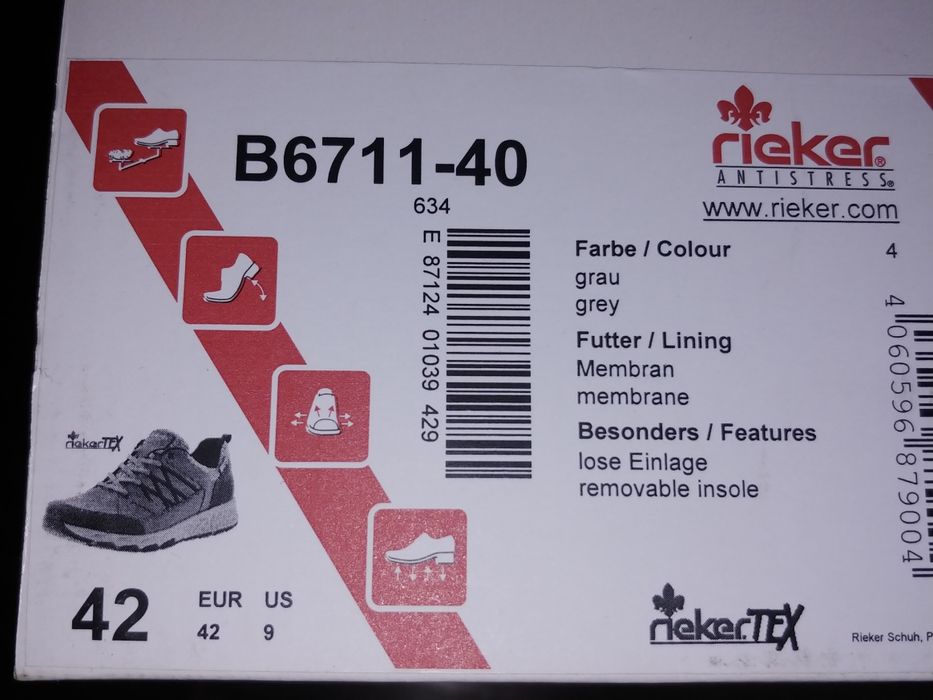 B6711-40
634
E 87124 01039 429
rieker®
ANTISTRESS®
www.rieker.com
Farbe / Colour
grau
grey
4
Futter / Lining
Membran
membrane
Besonders / Features
lose Einlage
removable insole
4 060596 879004
riekerTEX
42
EUR US
42 9
riekerTEX
Rieker Schuh, P